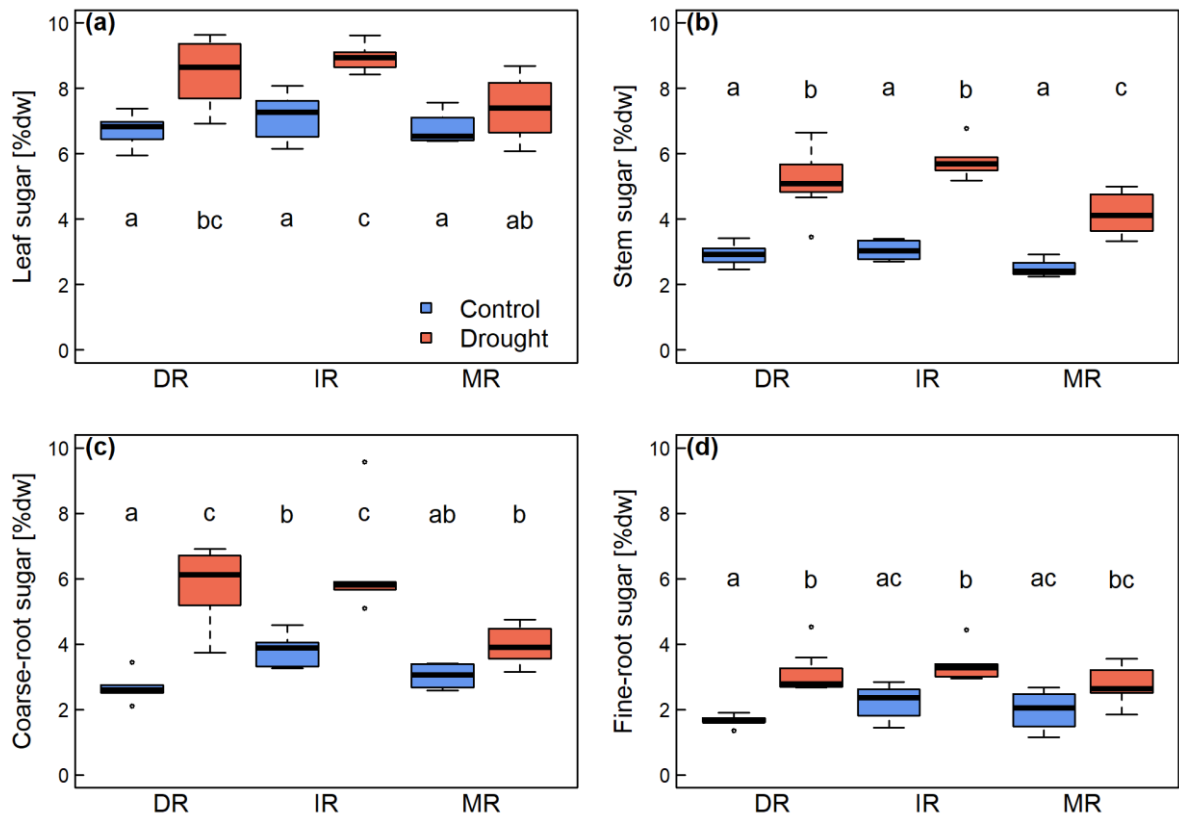 (a)
Leaf sugar [%dw]
10
8
6
4
2
0
a bc a c a ab
Control
Drought
DR IR MR
(b)
Stem sugar [%dw]
10
8
6
4
2
0
a b a b a c
DR IR MR
(c)
Coarse-root sugar [%dw]
10
8
6
4
2
0
a c b c ab b
DR IR MR
(d)
Fine-root sugar [%dw]
10
8
6
4
2
0
a b ac b ac bc
DR IR MR